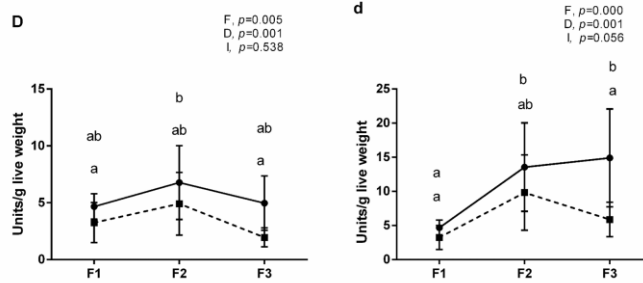 D
F, p=0.005
D, p=0.001
I, p=0.538
Units/g live weight
15
10
5
0
ab
a
b
ab
ab
a
F1
F2
F3
d
F, p=0.000
D, p=0.001
I, p=0.056
Units/g live weight
25
20
15
10
5
0
a
a
b
ab
b
a
F1
F2
F3